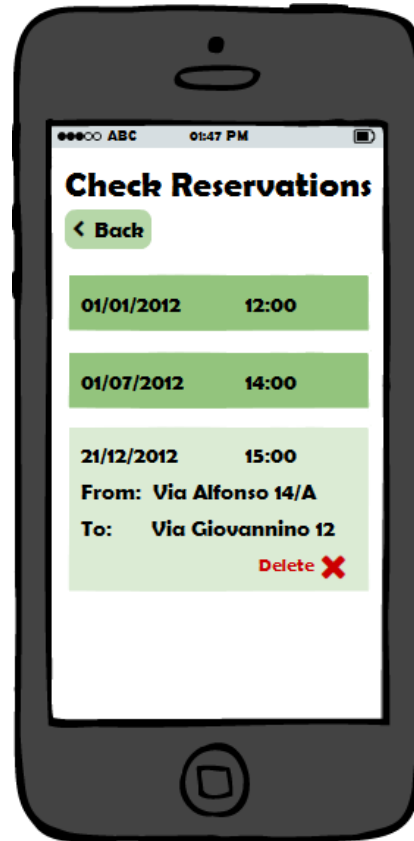 ABC 01:47 PM
Check Reservations
Back
01/01/2012 12:00
01/07/2012 14:00
21/12/2012 15:00
From: Via Alfonso 14/A
To: Via Giovannino 12
Delete